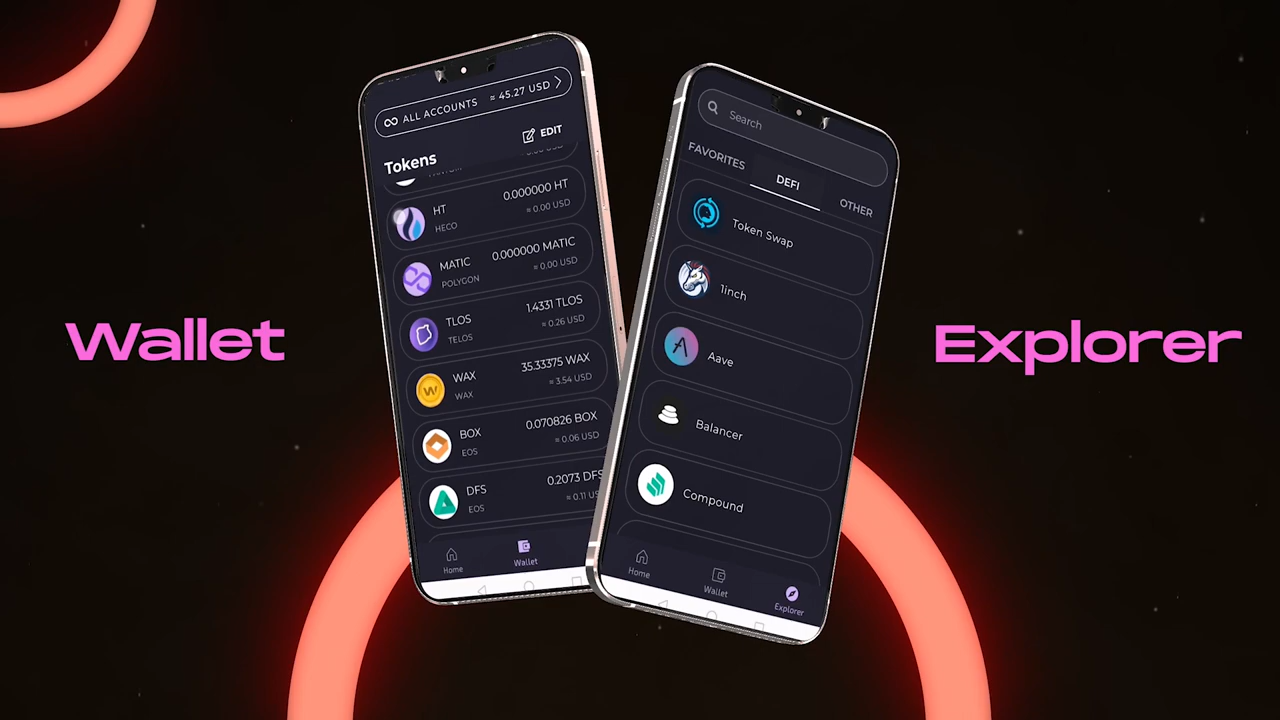 Wallet
∞ ALL ACCOUNTS ≈ 45.27 USD >
EDIT
Tokens
HT 0.000000 HT
HECO ≈ 0.00 USD
MATIC 0.000000 MATIC
POLYGON ≈ 0.00 USD
TLOS 1.4331 TLOS
TELOS ≈ 0.26 USD
WAX 35.33375 WAX
WAX ≈ 3.54 USD
BOX 0.070826 BOX
EOS ≈ 0.06 USD
DFS 0.2073 DFS
EOS ≈ 0.11 USD
Home Wallet
Search
FAVORITES DEFI OTHER
Token Swap
1inch
Aave
Balancer
Compound
Home Wallet Explorer
Explorer